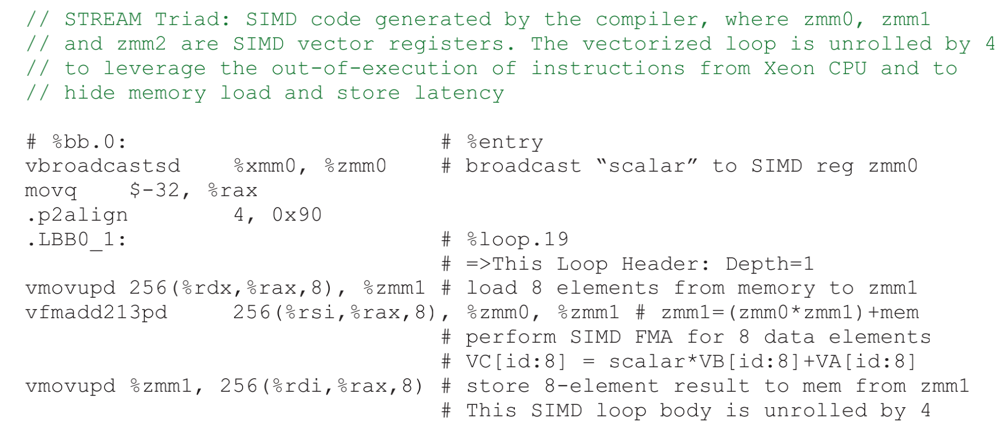 // STREAM Triad: SIMD code generated by the compiler, where zmm0, zmm1
// and zmm2 are SIMD vector registers. The vectorized loop is unrolled by 4
// to leverage the out-of-execution of instructions from Xeon CPU and to
// hide memory load and store latency
# %bb.0: # %entry
vbroadcastsd %xmm0, %zmm0 # broadcast “scalar” to SIMD reg zmm0
movq $-32, %rax
.p2align 4, 0x90
.LBB0_1: # %loop.19
# =>This Loop Header: Depth=1
vmovupd 256(%rdx,%rax,8), %zmm1 # load 8 elements from memory to zmm1
vfmadd213pd 256(%rsi,%rax,8), %zmm0, %zmm1 # zmm1=(zmm0*zmm1)+mem
# perform SIMD FMA for 8 data elements
# VC[id:8] = scalar*VB[id:8]+VA[id:8]
vmovupd %zmm1, 256(%rdi,%rax,8) # store 8-element result to mem from zmm1
# This SIMD loop body is unrolled by 4